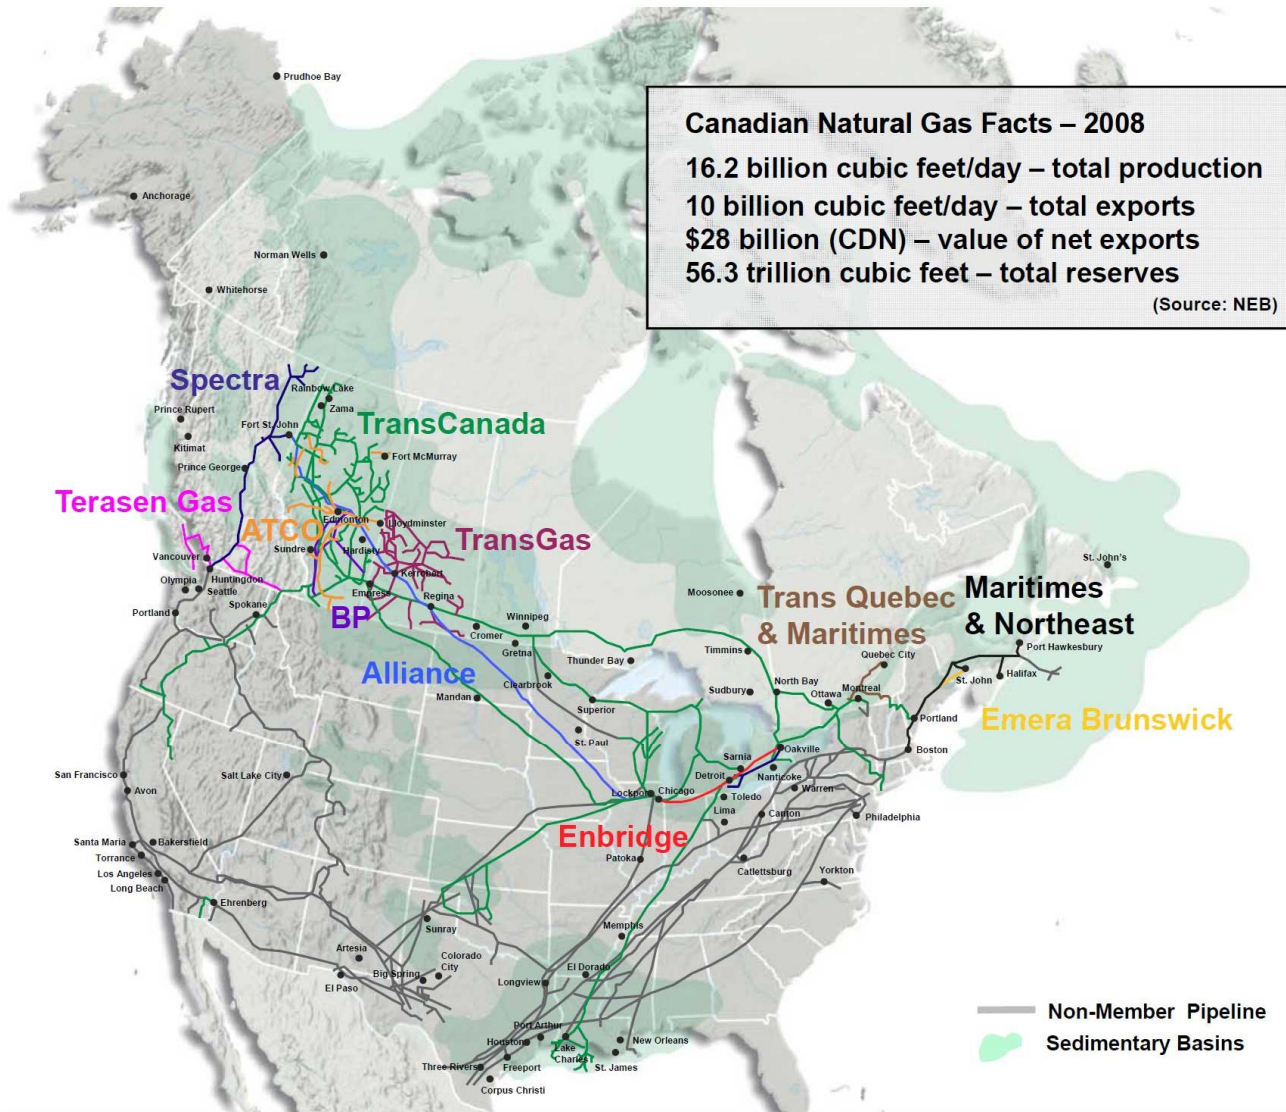 Prudhoe Bay
Canadian Natural Gas Facts – 2008
16.2 billion cubic feet/day – total production
10 billion cubic feet/day – total exports
$28 billion (CDN) – value of net exports
56.3 trillion cubic feet – total reserves
(Source: NEB)
Anchorage
Norman Wells
Whitehorse
Spectra
Rainbow Lake
Zama
Prince Rupert
Fort St. John
TransCanada
Kitimat
Fort McMurray
Prince George
Terasen Gas
ATCO
Edmonton
Lloydminster
TransGas
Sundre
Hardisty
Vancouver
Kerrobert
St. John's
Huntingdon
Olympia
Seattle
Empress
Regina
Moosonee
Trans Quebec
& Maritimes
Maritimes
& Northeast
Portland
Spokane
BP
Winnipeg
Cromer
Gretna
Timmins
Quebec City
Port Hawkesbury
Thunder Bay
Alliance
Clearbrook
Mandan
Superior
Sudbury
North Bay
Ottawa
Montreal
St. John
Halifax
Portland
Emera Brunswick
St. Paul
Oakville
Boston
Sarnia
Detroit
Nanticoke
San Francisco
Salt Lake City
Avon
Lockport
Chicago
Toledo
Warren
Lima
Canton
Philadelphia
Enbridge
Santa Maria
Bakersfield
Torrance
Patoka
Los Angeles
Long Beach
Catlettsburg
Yorkton
Ehrenberg
Sunray
Memphis
Artesia
Colorado
City
Big Spring
El Paso
El Dorado
Longview
Port Arthur
Houston
Lake
Charles
New Orleans
St. James
Three Rivers
Freeport
Corpus Christi
Non-Member Pipeline
Sedimentary Basins